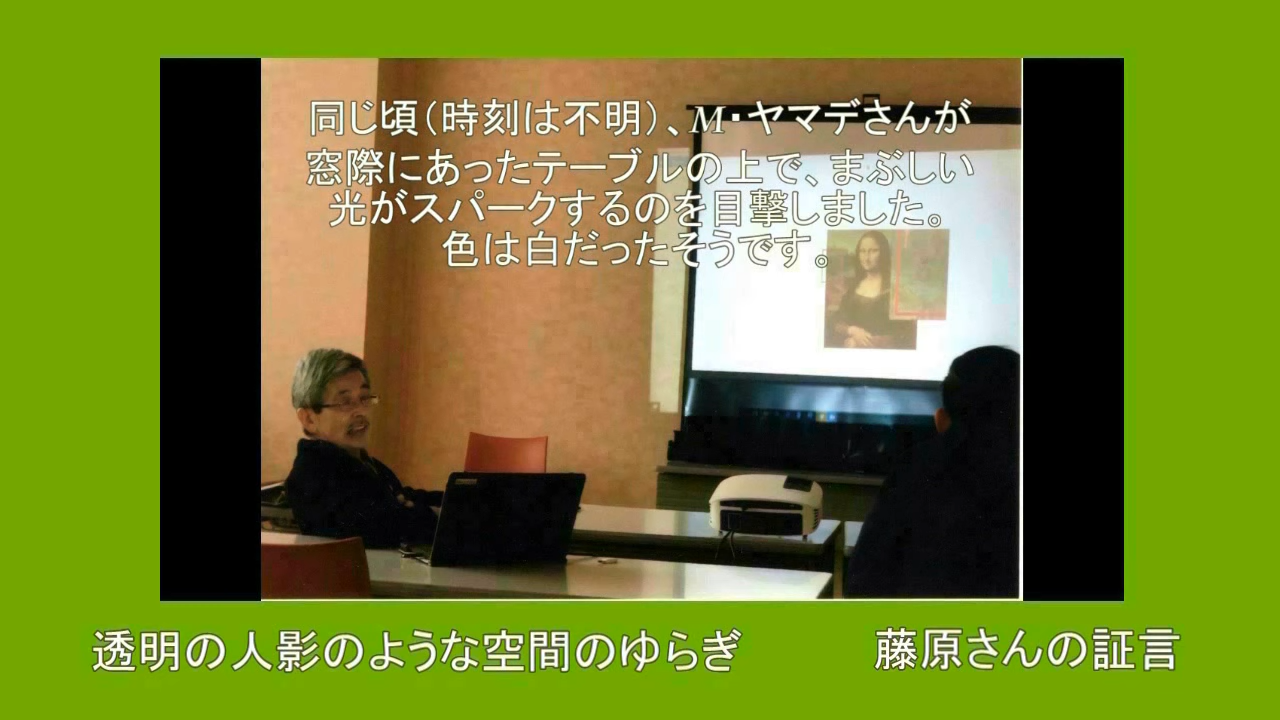 同じ頃（時刻は不明）、M・ヤマデさんが
窓際にあったテーブルの上で、まぶしい
光がスパークするのを目撃しました。
色は白だったそうです。
透明の人影のような空間のゆらぎ
藤原さんの証言